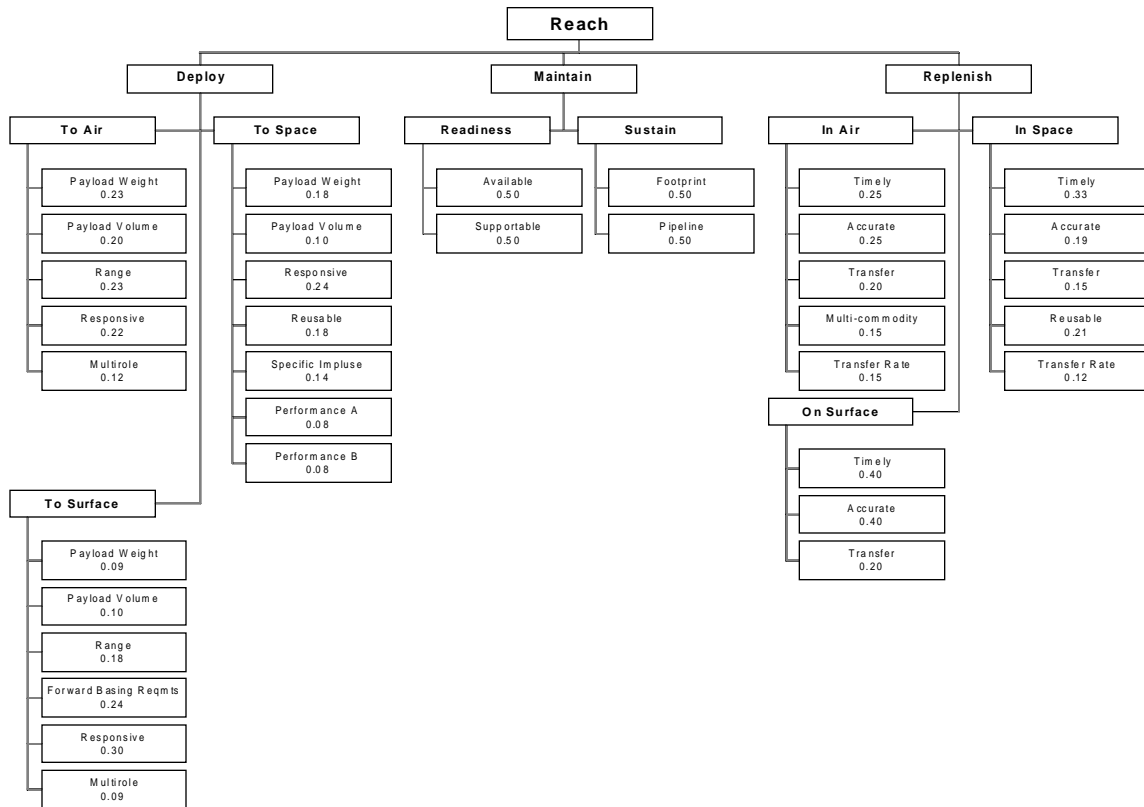 Reach
Deploy
Maintain
Replenish
To Air
To Space
Readiness
Sustain
In Air
In Space
Payload Weight
0.23
Payload Volume
0.20
Range
0.23
Responsive
0.22
Multirole
0.12
Payload Weight
0.18
Payload Volume
0.10
Responsive
0.24
Reusable
0.18
Specific Impluse
0.14
Performance A
0.08
Performance B
0.08
Available
0.50
Supportable
0.50
Footprint
0.50
Pipeline
0.50
Timely
0.25
Accurate
0.25
Transfer
0.20
Multi-commodity
0.15
Transfer Rate
0.15
Timely
0.33
Accurate
0.19
Transfer
0.15
Reusable
0.21
Transfer Rate
0.12
On Surface
Timely
0.40
Accurate
0.40
Transfer
0.20
To Surface
Payload Weight
0.09
Payload Volume
0.10
Range
0.18
Forward Basing Reqmts
0.24
Responsive
0.30
Multirole
0.09